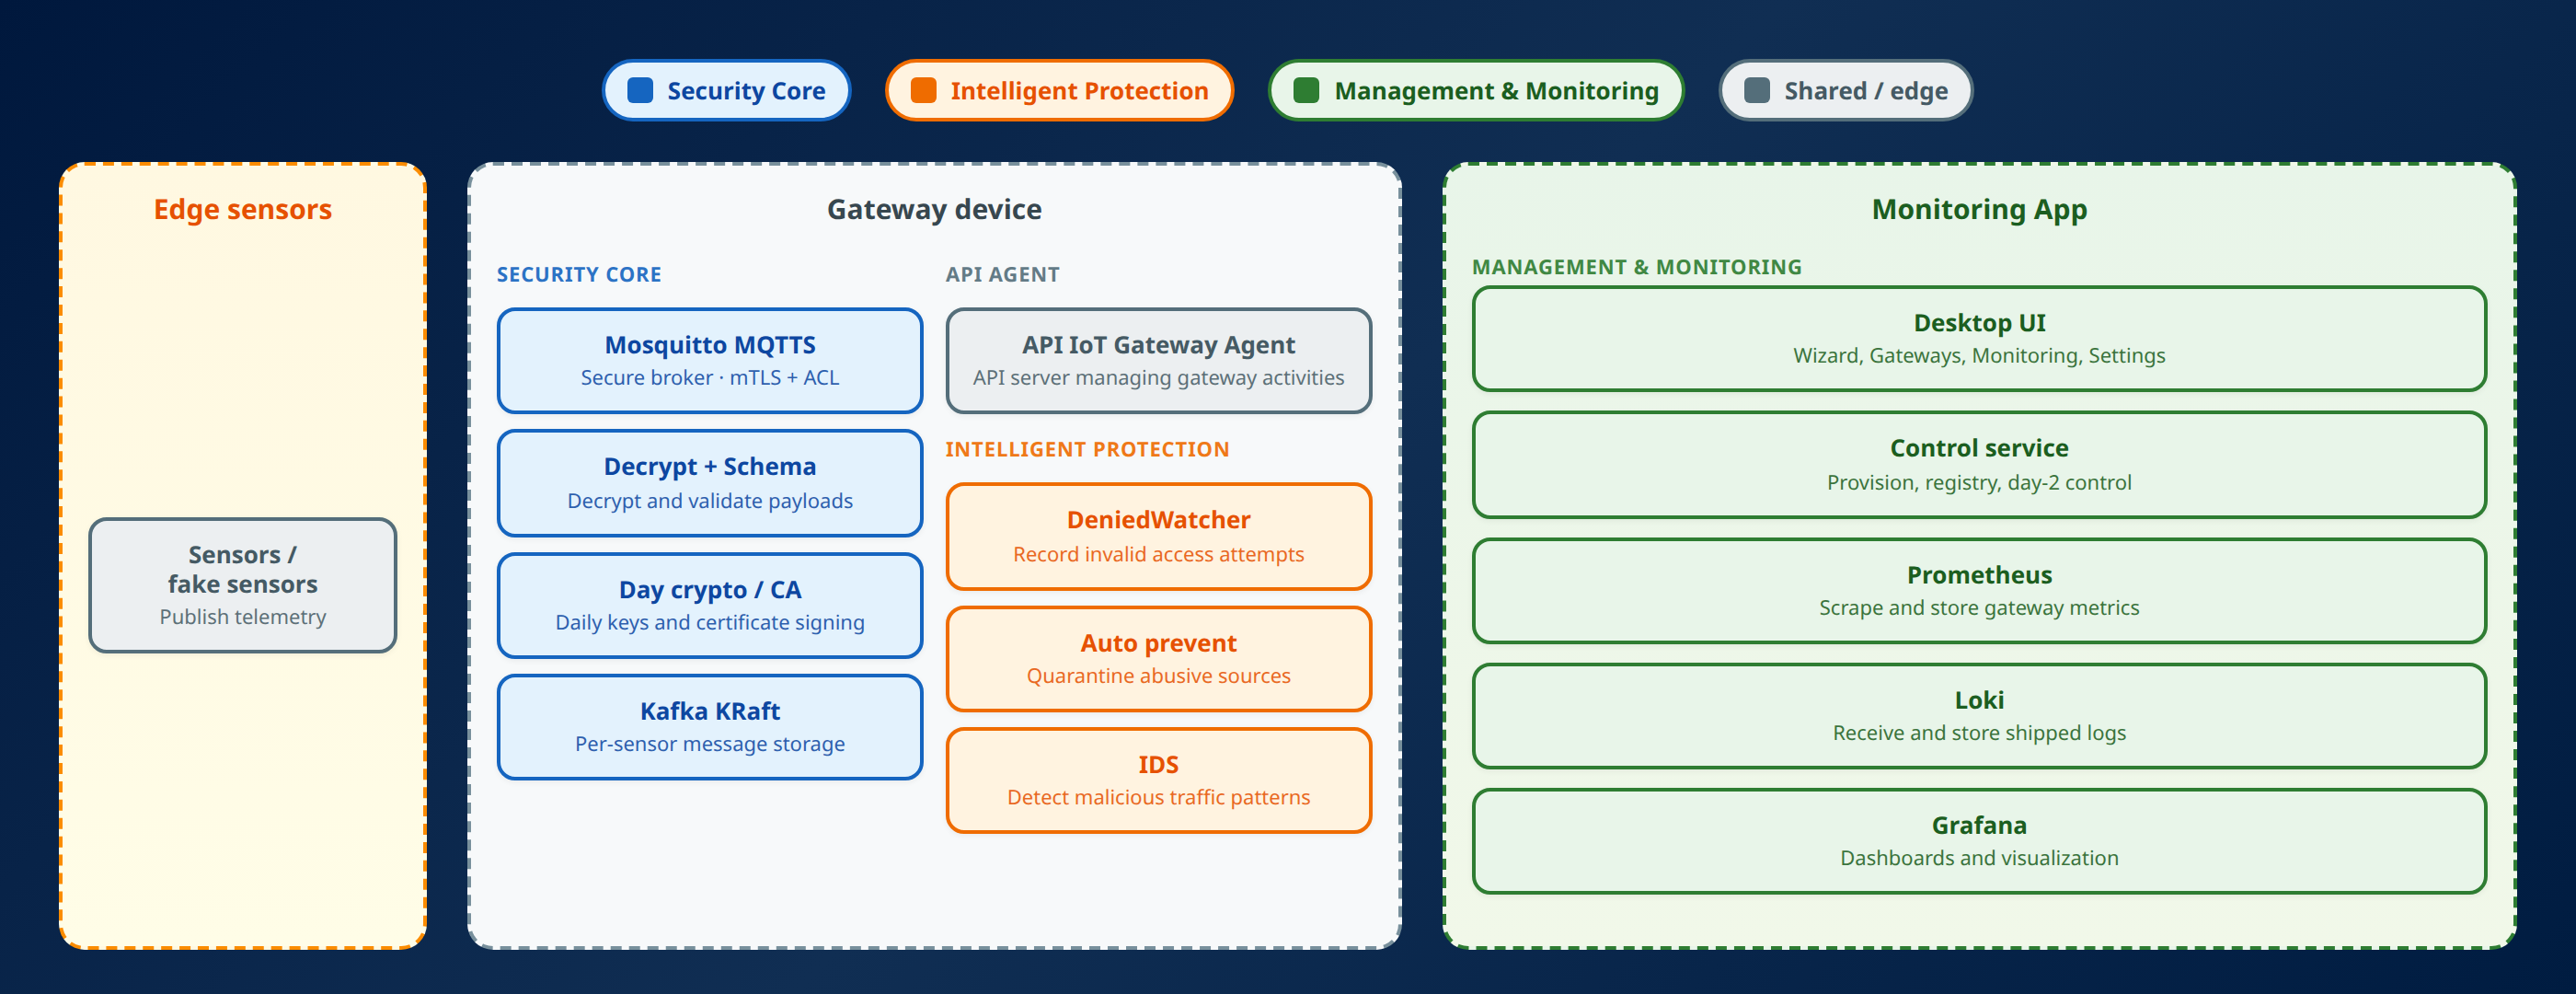 Security Core
Intelligent Protection
Management & Monitoring
Shared / edge
Edge sensors
Sensors /
fake sensors
Publish telemetry
Gateway device
SECURITY CORE
Mosquitto MQTTS
Secure broker · mTLS + ACL
Decrypt + Schema
Decrypt and validate payloads
Day crypto / CA
Daily keys and certificate signing
Kafka KRaft
Per-sensor message storage
API AGENT
API IoT Gateway Agent
API server managing gateway activities
INTELLIGENT PROTECTION
DeniedWatcher
Record invalid access attempts
Auto prevent
Quarantine abusive sources
IDS
Detect malicious traffic patterns
Monitoring App
MANAGEMENT & MONITORING
Desktop UI
Wizard, Gateways, Monitoring, Settings
Control service
Provision, registry, day-2 control
Prometheus
Scrape and store gateway metrics
Loki
Receive and store shipped logs
Grafana
Dashboards and visualization